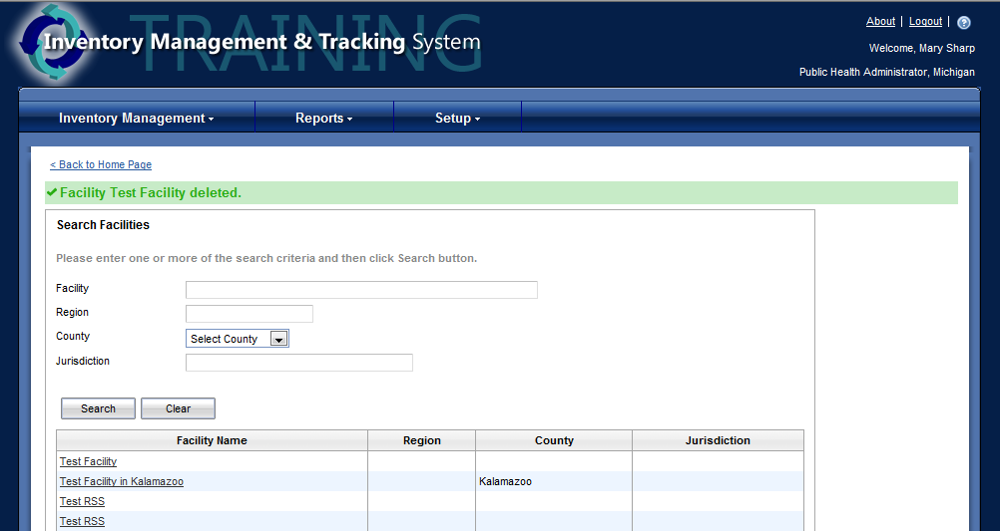 TRAINING
Inventory Management & Tracking System
About | Logout | ?
Welcome, Mary Sharp
Public Health Administrator, Michigan
Inventory Management Reports Setup
< Back to Home Page
Facility Test Facility deleted.
Search Facilities
Please enter one or more of the search criteria and then click Search button.
Facility
Region
County Select County
Jurisdiction
Search Clear
Facility Name Region County Jurisdiction
Test Facility
Test Facility in Kalamazoo Kalamazoo
Test RSS
Test RSS